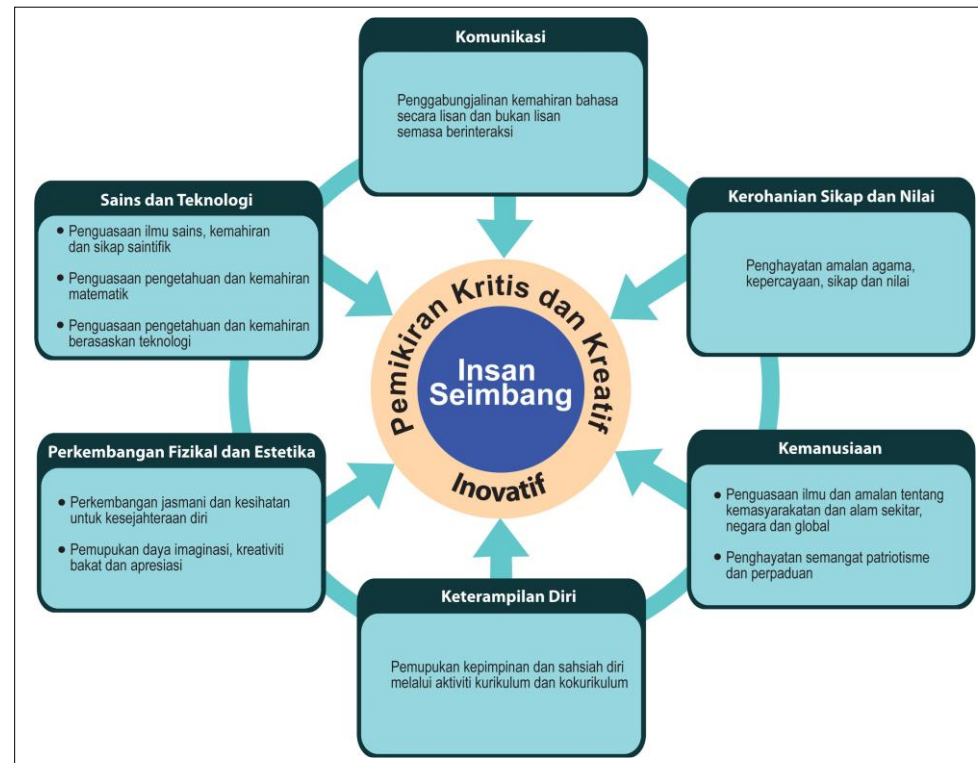 Komunikasi
Penggabungjalinan kemahiran bahasa
secara lisan dan bukan lisan
semasa berinteraksi
Sains dan Teknologi
• Penguasaan ilmu sains, kemahiran
dan sikap saintifik
• Penguasaan pengetahuan dan kemahiran
matematik
• Penguasaan pengetahuan dan kemahiran
berasaskan teknologi
Kerohanian Sikap dan Nilai
Penghayatan amalan agama,
kepercayaan, sikap dan nilai
Pemikiran Kritis dan Kreatif
Insan
Seimbang
Inovatif
Perkembangan Fizikal dan Estetika
• Perkembangan jasmani dan kesihatan
untuk kesejahteraan diri
• Pemupukan daya imaginasi, kreativiti
bakat dan apresiasi
Kemanusiaan
• Penguasaan ilmu dan amalan tentang
kemasyarakatan dan alam sekitar,
negara dan global
• Penghayatan semangat patriotisme
dan perpaduan
Keterampilan Diri
Pemupukan kepimpinan dan sahsiah diri
melalui aktiviti kurikulum dan kokurikulum